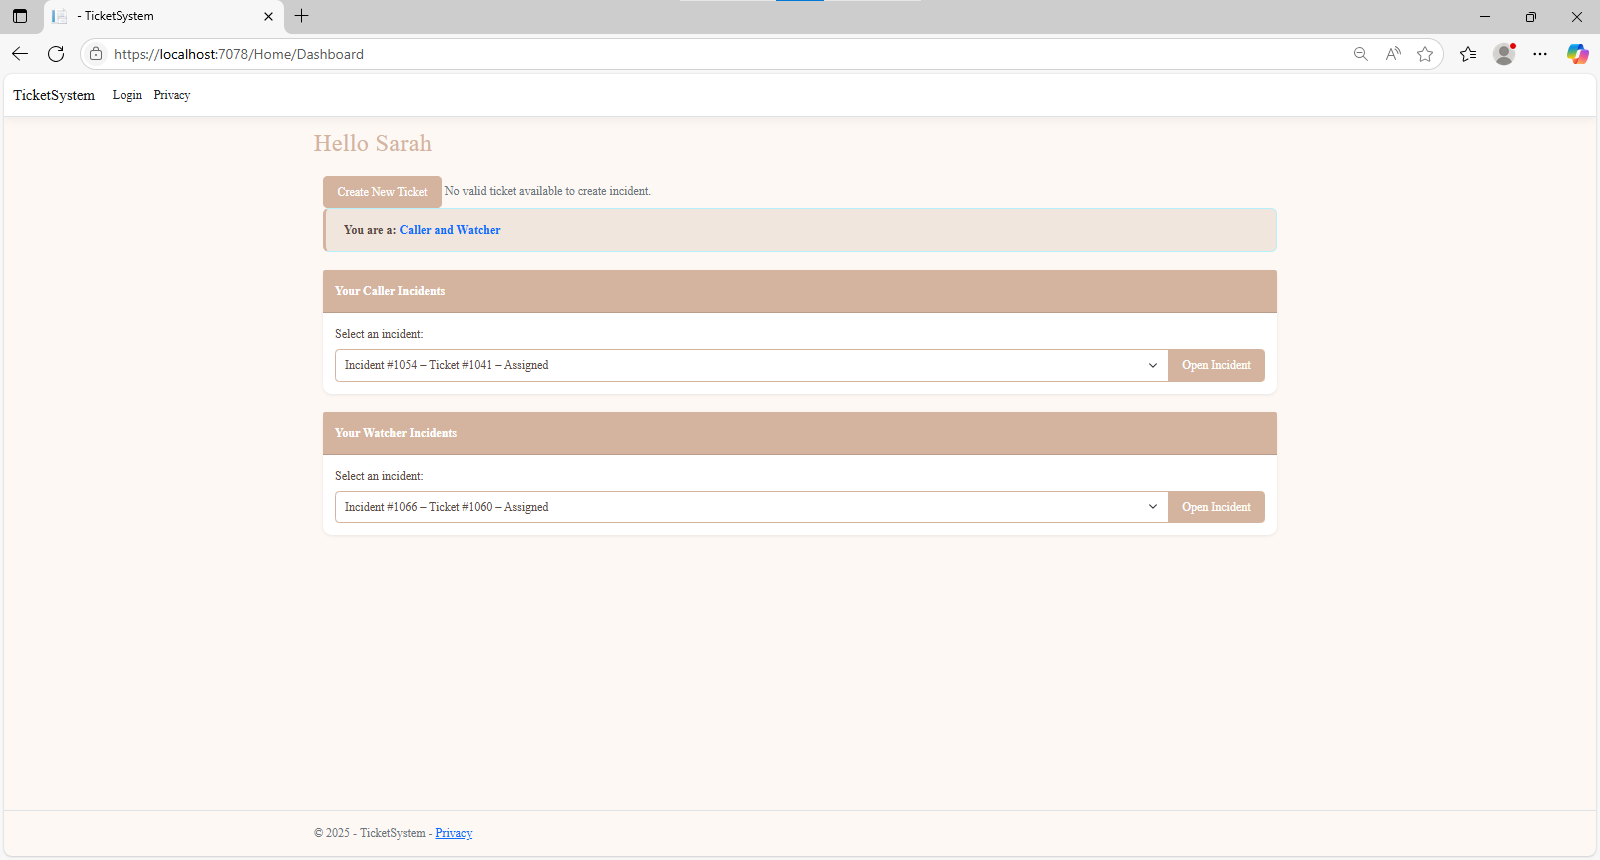 - TicketSystem
https://localhost:7078/Home/Dashboard
TicketSystem Login Privacy
Hello Sarah
Create New Ticket No valid ticket available to create incident.
You are a: Caller and Watcher
Your Caller Incidents
Select an incident:
Incident #1054 – Ticket #1041 – Assigned Open Incident
Your Watcher Incidents
Select an incident:
Incident #1066 – Ticket #1060 – Assigned Open Incident
© 2025 - TicketSystem - Privacy